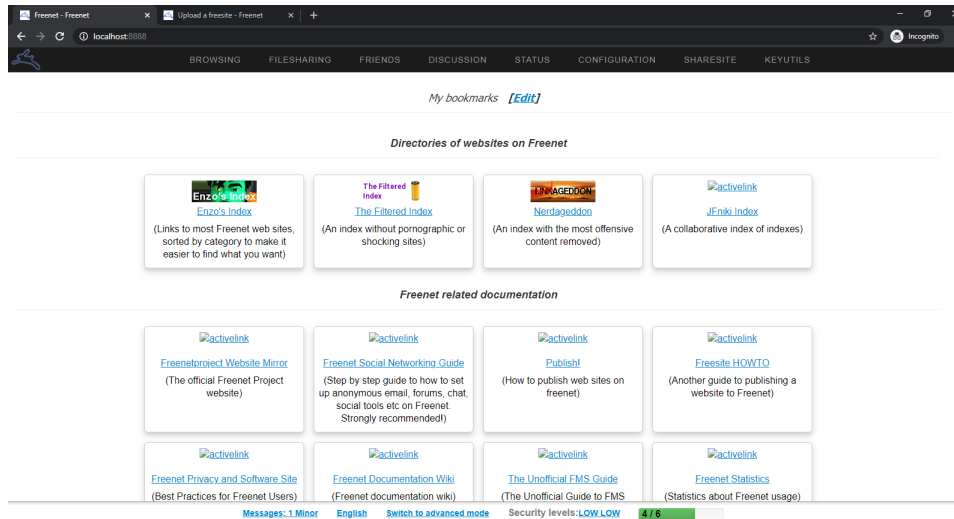 Freenet - Freenet
Upload a freesite - Freenet
localhost:8888
Incognito
BROWSING FILESHARING FRIENDS DISCUSSION STATUS CONFIGURATION SHARESITE KEYUTILS
My bookmarks [Edit]
Directories of websites on Freenet
Enzo's Index
Enzo's Index
(Links to most Freenet web sites,
sorted by category to make it
easier to find what you want)
The Filtered
Index
The Filtered Index
(An index without pornographic or
shocking sites)
LINKAGEDDON
Nerdageddon
(An index with the most offensive
content removed)
activelink
JFniki Index
(A collaborative index of indexes)
Freenet related documentation
activelink
Freenetproject Website Mirror
(The official Freenet Project
website)
activelink
Freenet Social Networking Guide
(Step by step guide to how to set
up anonymous email, forums, chat,
social tools etc on Freenet.
Strongly recommended!)
activelink
Publish!
(How to publish web sites on
freenet)
activelink
Freesite HOWTO
(Another guide to publishing a
website to Freenet)
activelink
Freenet Privacy and Software Site
(Best Practices for Freenet Users)
activelink
Freenet Documentation Wiki
(Freenet documentation wiki)
activelink
The Unofficial FMS Guide
(The Unofficial Guide to FMS
activelink
Freenet Statistics
(Statistics about Freenet usage)
Messages: 1 Minor English Switch to advanced mode Security levels:LOW LOW 4 / 6